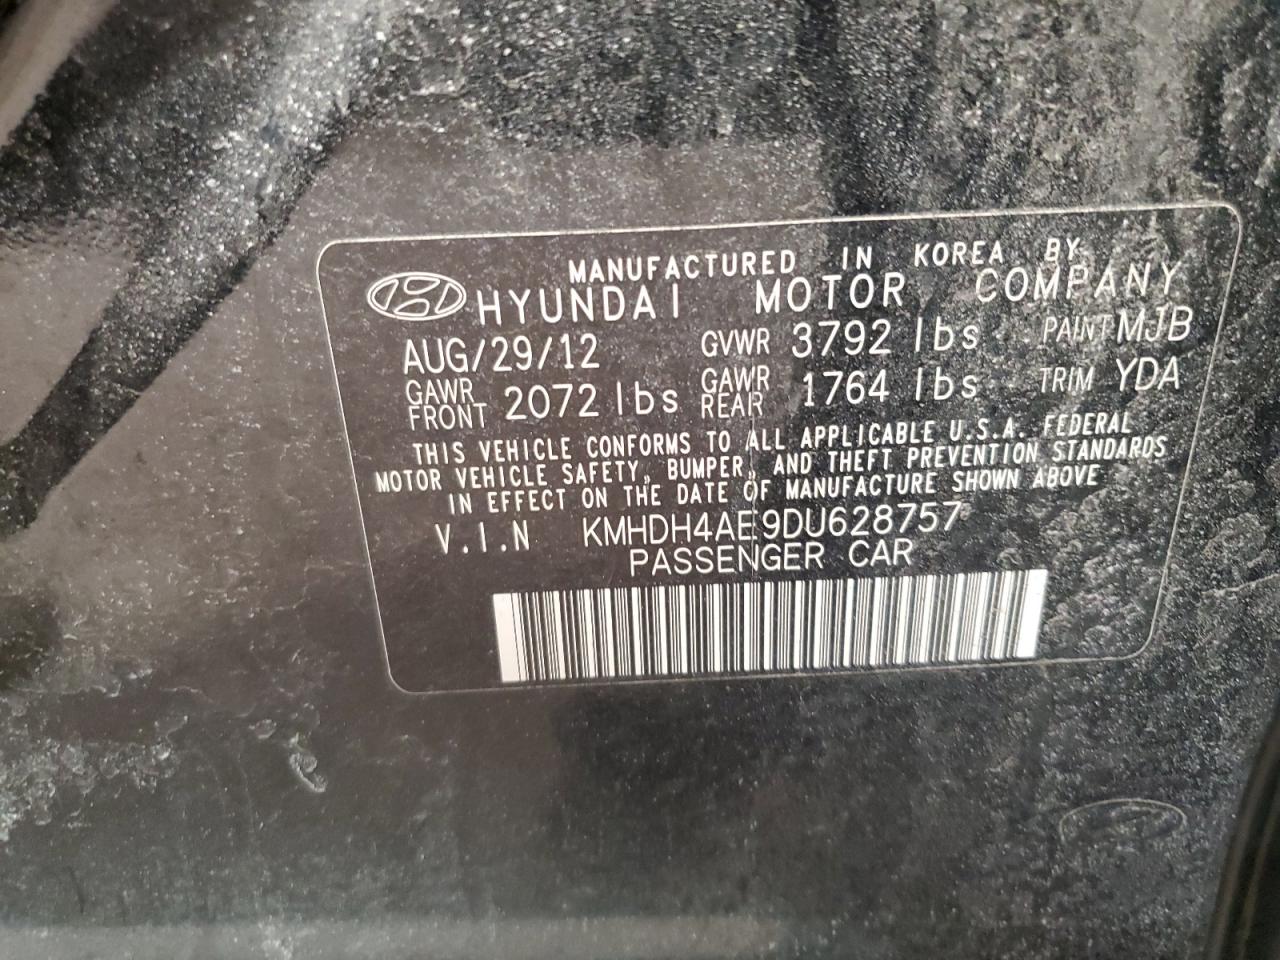 MANUFACTURED IN KOREA BY
HYUNDAI MOTOR COMPANY
AUG/29/12 GVWR 3792 lbs PAINT MJB
GAWR FRONT 2072 lbs GAWR REAR 1764 lbs TRIM YDA
THIS VEHICLE CONFORMS TO ALL APPLICABLE U.S.A. FEDERAL
MOTOR VEHICLE SAFETY, BUMPER, AND THEFT PREVENTION STANDARDS
IN EFFECT ON THE DATE OF MANUFACTURE SHOWN ABOVE
V.I.N KMHDH4AE9DU628757
PASSENGER CAR